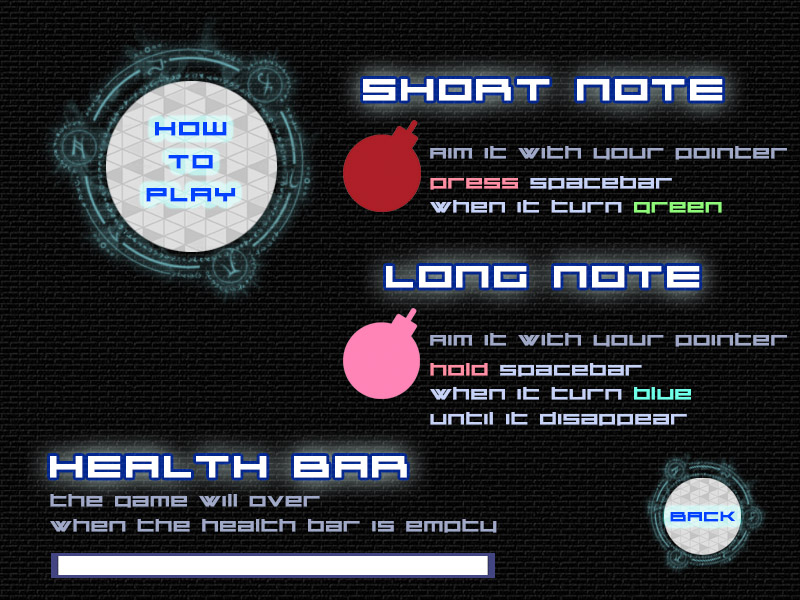 HOW
TO
PLAY
SHORT NOTE
Aim it with your pointer
press spacebar
when it turn green
LONG NOTE
Aim it with your pointer
hold spacebar
when it turn blue
until it disappear
HEALTH BAR
the game will over
when the health bar is empty
BACK